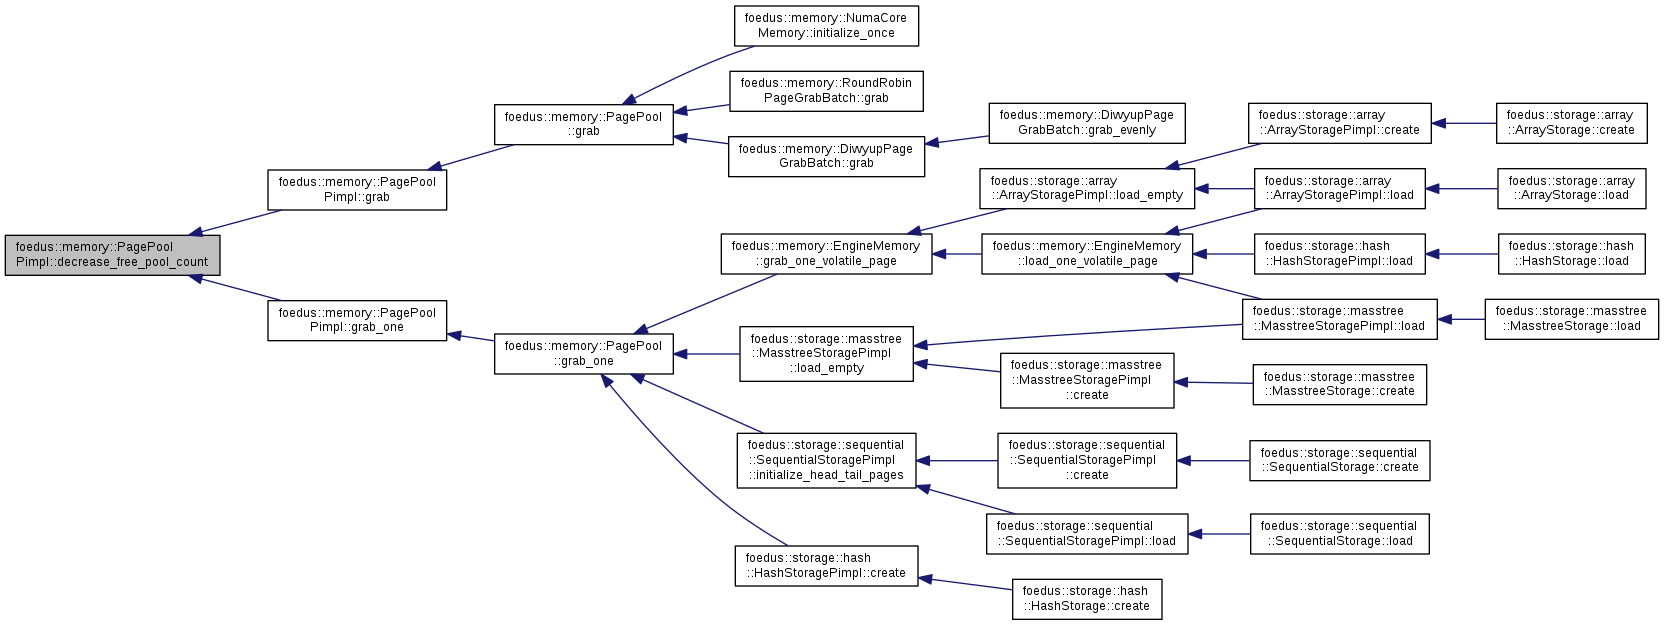 foedus::memory::NumaCore
Memory::initialize_once
foedus::memory::RoundRobin
PageGrabBatch::grab
foedus::memory::PagePool
::grab
foedus::memory::DivvyupPage
GrabBatch::grab_evenly
foedus::storage::array
::ArrayStoragePimpl::create
foedus::storage::array
::ArrayStorage::create
foedus::memory::DivvyupPage
GrabBatch::grab
foedus::memory::PagePool
Pimpl::grab
foedus::storage::array
::ArrayStoragePimpl::load_empty
foedus::storage::array
::ArrayStoragePimpl::load
foedus::storage::array
::ArrayStorage::load
foedus::memory::PagePool
Pimpl::decrease_free_pool_count
foedus::memory::EngineMemory
::grab_one_volatile_page
foedus::memory::EngineMemory
::load_one_volatile_page
foedus::storage::hash
::HashStoragePimpl::load
foedus::storage::hash
::HashStorage::load
foedus::memory::PagePool
Pimpl::grab_one
foedus::storage::masstree
::MasstreeStoragePimpl::load
foedus::storage::masstree
::MasstreeStorage::load
foedus::memory::PagePool
::grab_one
foedus::storage::masstree
::MasstreeStoragePimpl
::load_empty
foedus::storage::masstree
::MasstreeStoragePimpl
::create
foedus::storage::masstree
::MasstreeStorage::create
foedus::storage::sequential
::SequentialStoragePimpl
::initialize_head_tail_pages
foedus::storage::sequential
::SequentialStoragePimpl
::create
foedus::storage::sequential
::SequentialStorage::create
foedus::storage::sequential
::SequentialStoragePimpl::load
foedus::storage::sequential
::SequentialStorage::load
foedus::storage::hash
::HashStoragePimpl::create
foedus::storage::hash
::HashStorage::create